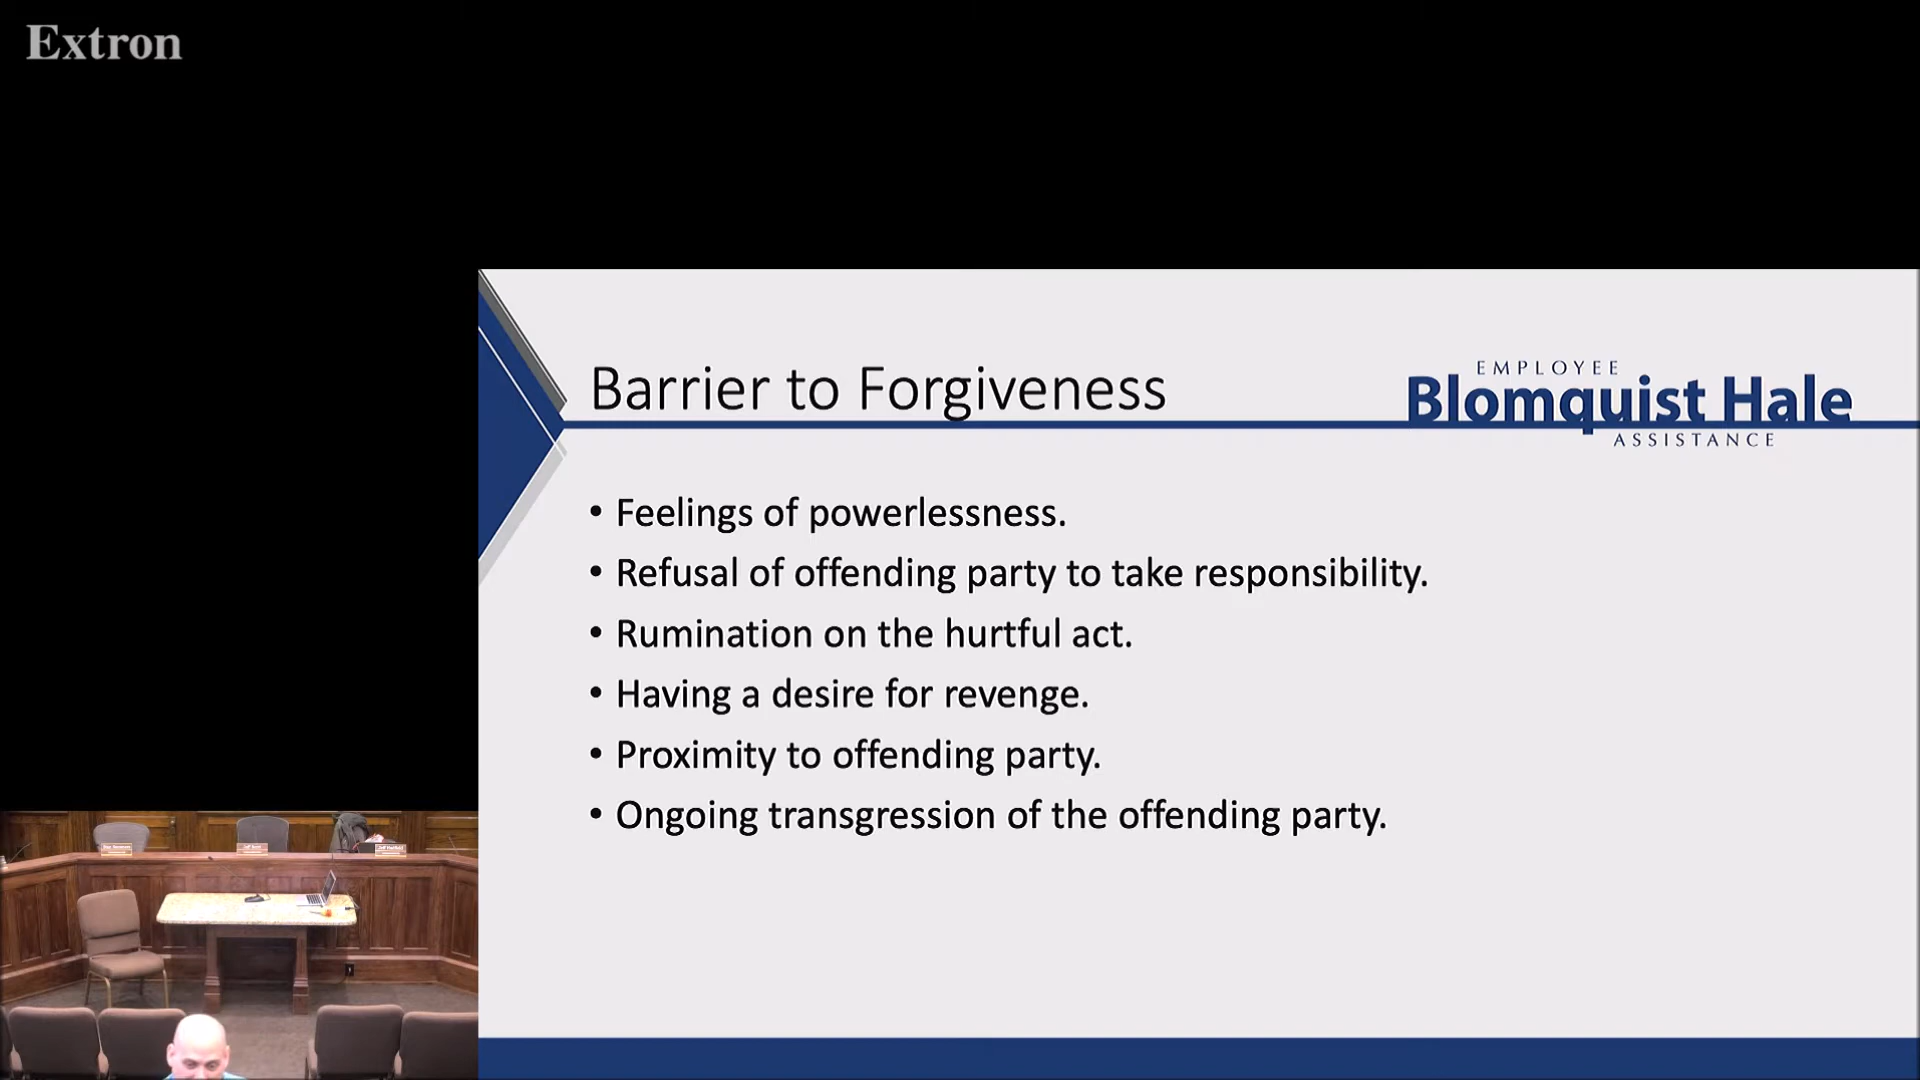 Extron
Barrier to Forgiveness
EMPLOYEE
Blomquist Hale
ASSISTANCE
• Feelings of powerlessness.
• Refusal of offending party to take responsibility.
• Rumination on the hurtful act.
• Having a desire for revenge.
• Proximity to offending party.
• Ongoing transgression of the offending party.